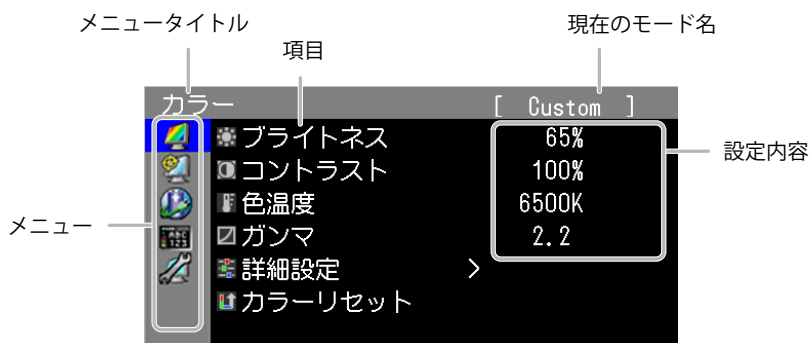 メニュータイトル
現在のモード名
項目
カラー [ Custom ]
ブライトネス 65%
コントラスト 100%
設定内容
色温度 6500K
メニュー
ガンマ 2.2
詳細設定 >
カラーリセット
ABC
123